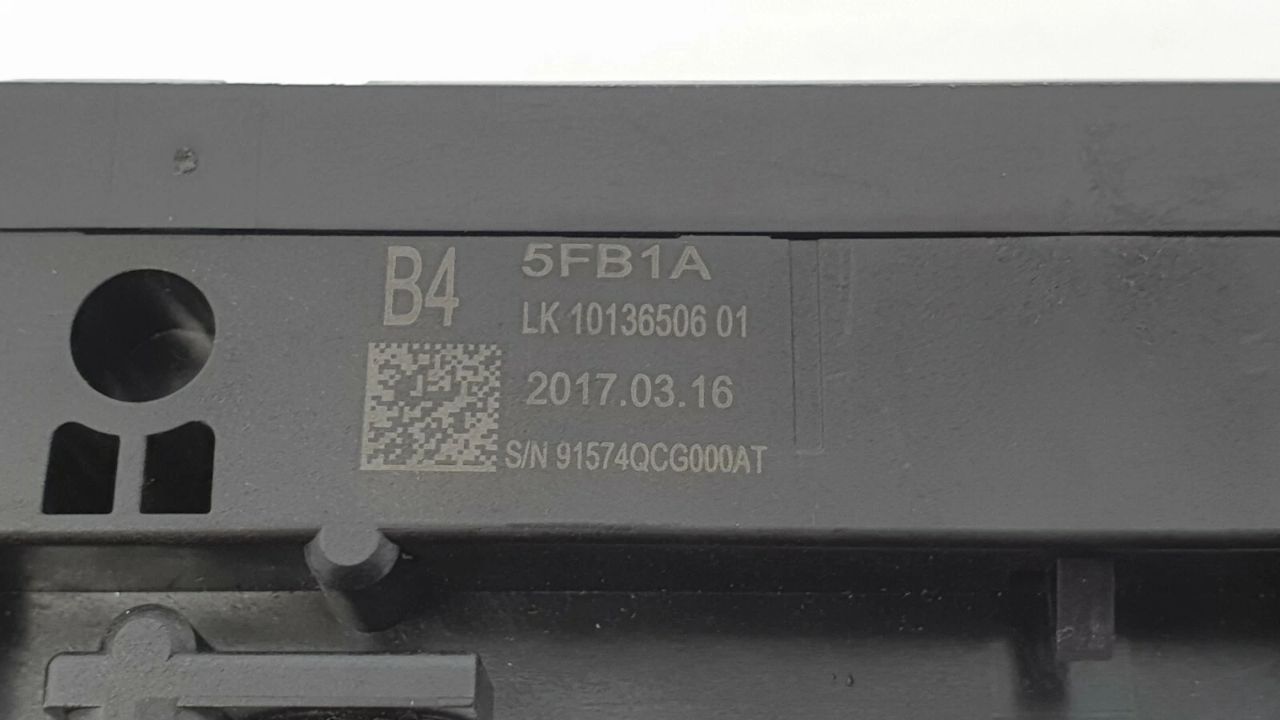 B4
5FB1A
LK 10136506 01
2017.03.16
S/N 91574QCG000AT